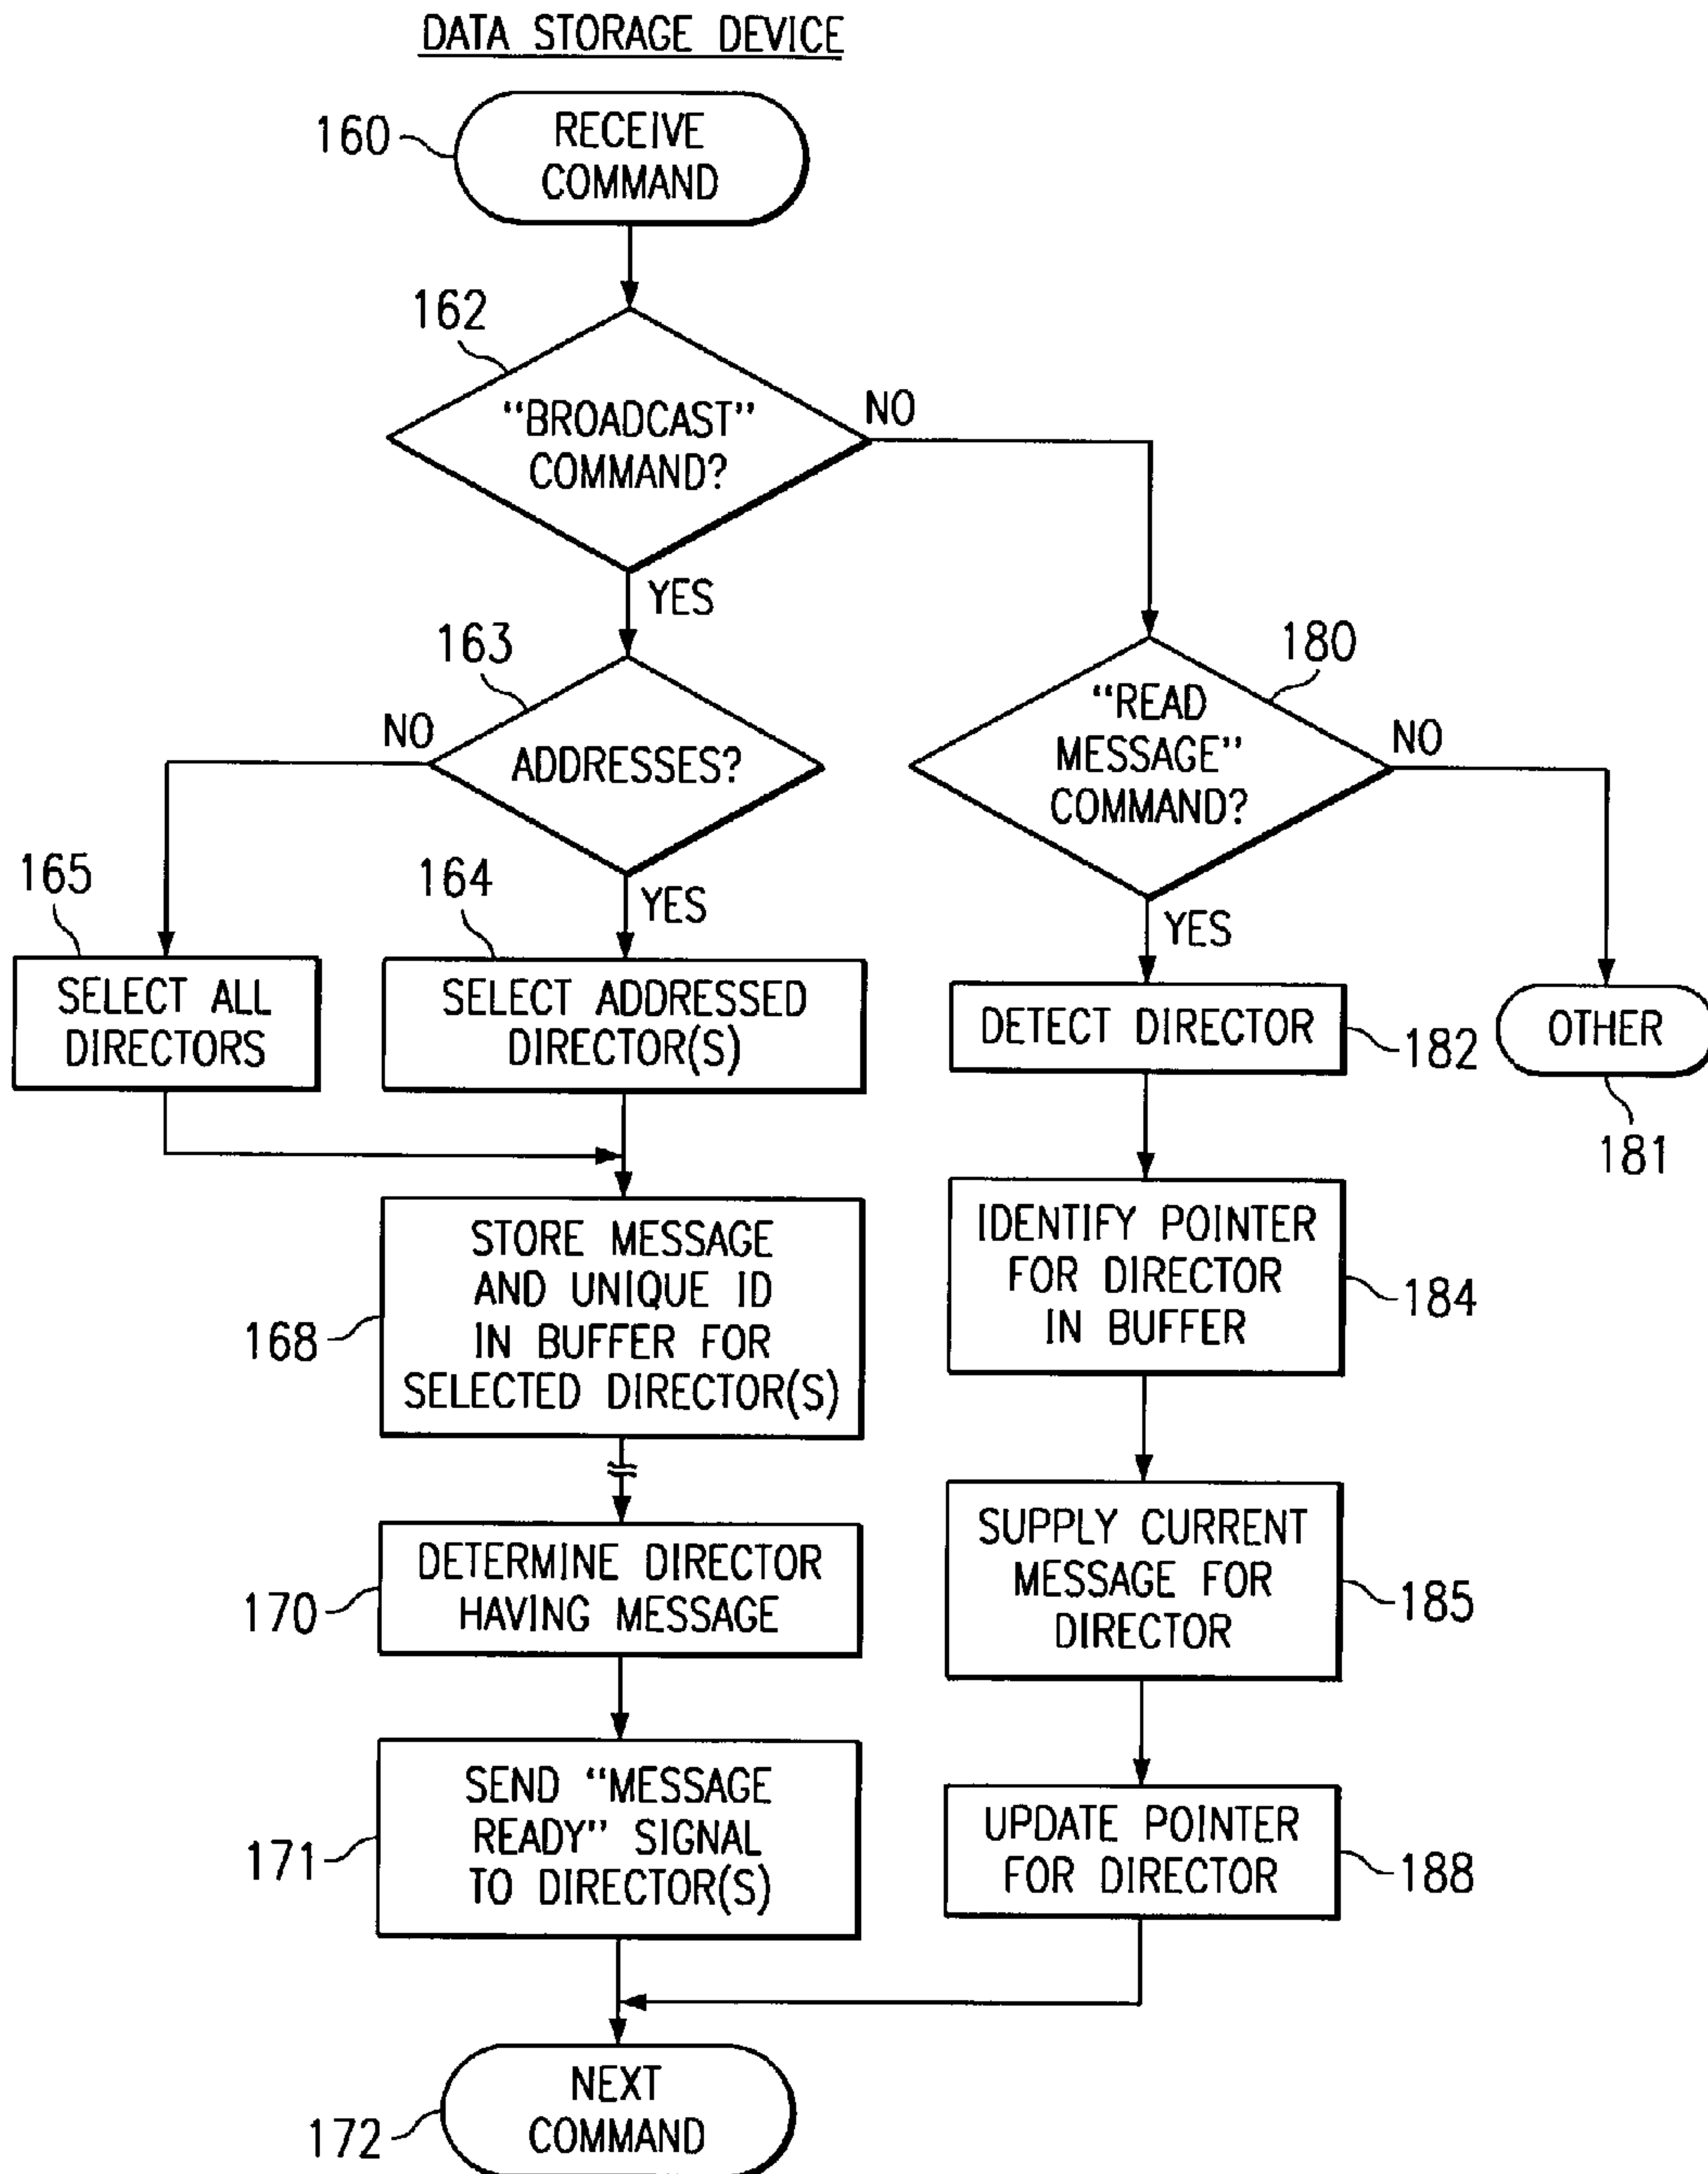 DATA STORAGE DEVICE
160
RECEIVE
COMMAND
162
“BROADCAST”
COMMAND?
NO
YES
163
NO
ADDRESSES?
YES
180
“READ
MESSAGE”
COMMAND?
NO
YES
165
SELECT ALL
DIRECTORS
164
SELECT ADDRESSED
DIRECTOR(S)
DETECT DIRECTOR
182
OTHER
181
168
STORE MESSAGE
AND UNIQUE ID
IN BUFFER FOR
SELECTED DIRECTOR(S)
IDENTIFY POINTER
FOR DIRECTOR
IN BUFFER
184
170
DETERMINE DIRECTOR
HAVING MESSAGE
SUPPLY CURRENT
MESSAGE FOR
DIRECTOR
185
171
SEND “MESSAGE
READY” SIGNAL
TO DIRECTOR(S)
UPDATE POINTER
FOR DIRECTOR
188
172
NEXT
COMMAND